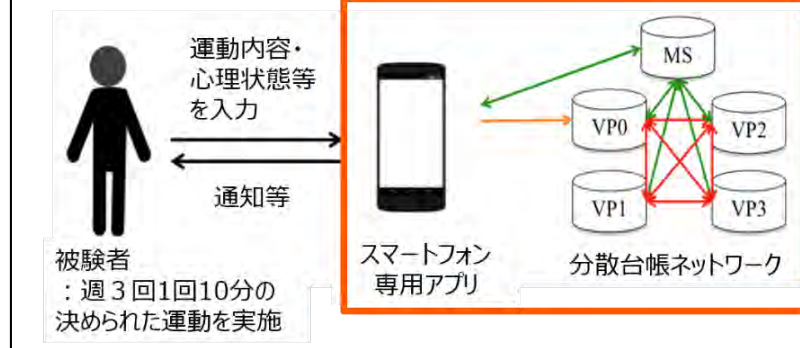 運動内容・
心理状態等
を入力
通知等
被験者
：週３回1回10分の
決められた運動を実施
スマートフォン
専用アプリ
MS
VP0
VP2
VP1
VP3
分散台帳ネットワーク